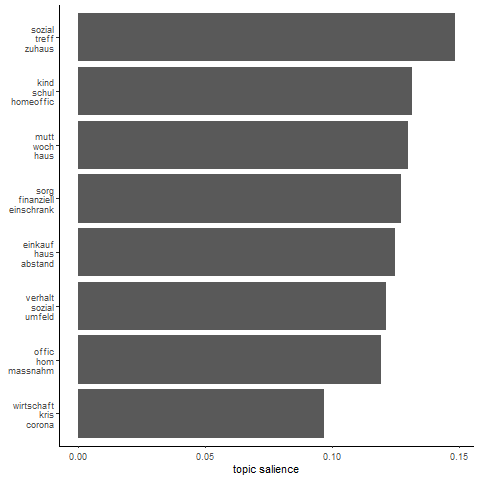 sozial
treff
zuhaus
kind
schul
homeoffic
mutt
woch
haus
sorg
finanziell
einschrank
einkauf
haus
abstand
verhalt
sozial
umfeld
offic
hom
massnahm
wirtschaft
kris
corona
0.00 0.05 0.10 0.15
topic salience